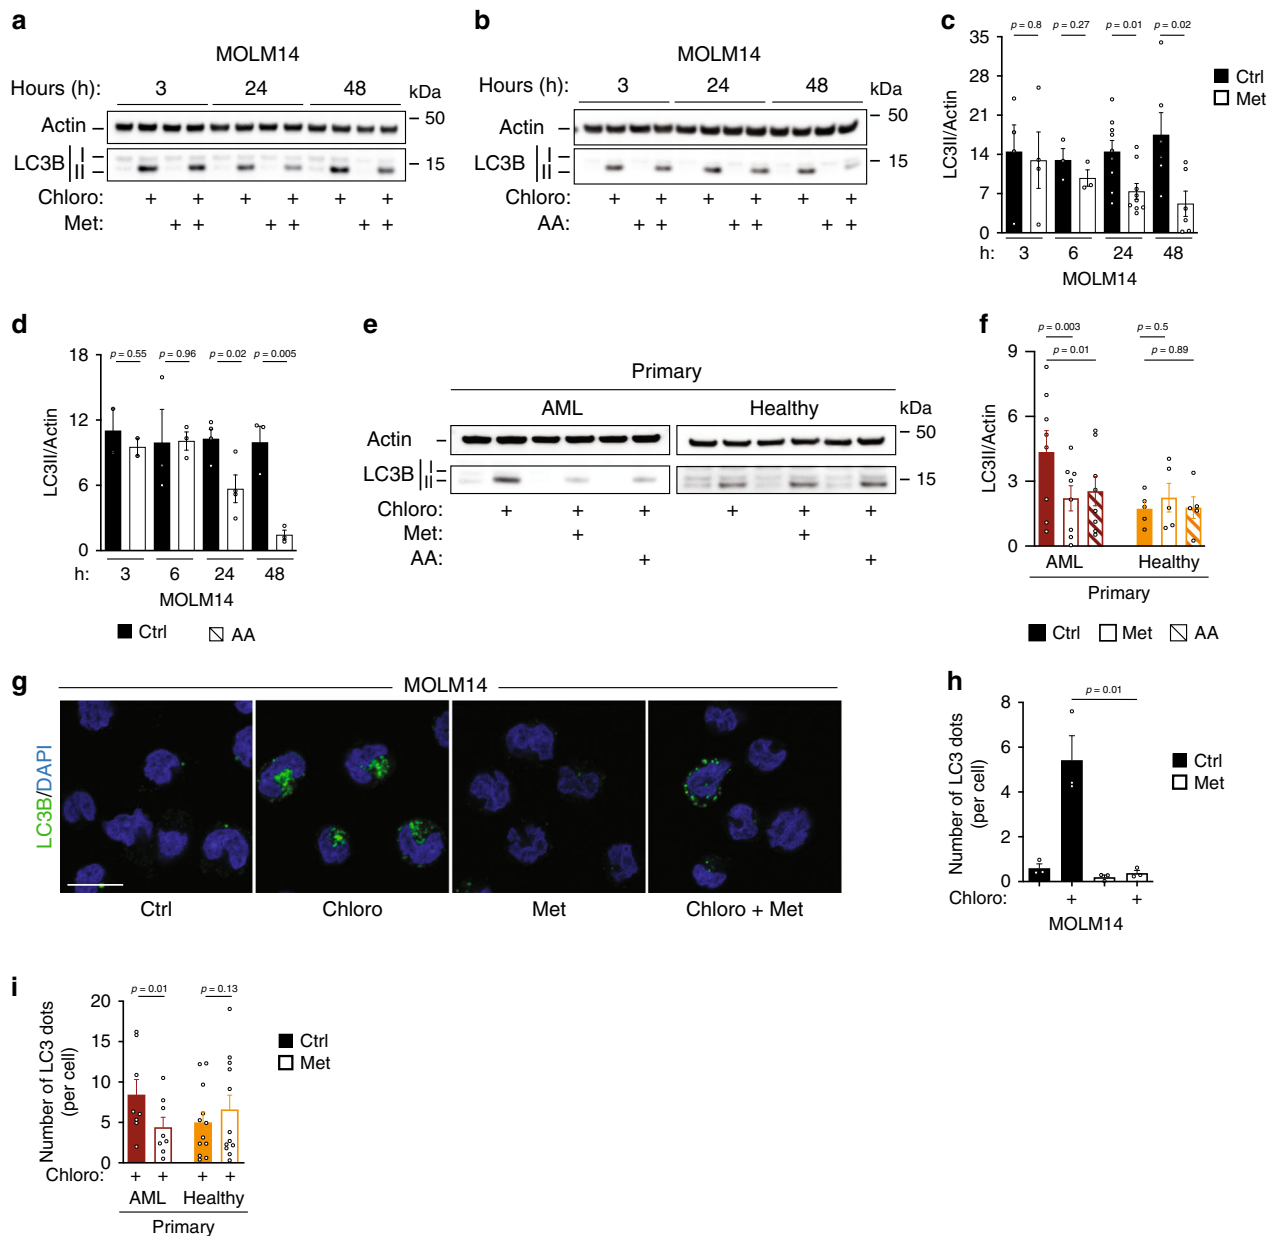 a
MOLM14
Hours (h): 3 24 48 kDa
Actin 50
LC3B I II 15
Chloro: + + + + + +
Met: + + + + + +
b
MOLM14
Hours (h): 3 24 48 kDa
Actin 50
LC3B I II 15
Chloro: + + + + + +
AA: + + + + + +
c
p = 0.8 p = 0.27 p = 0.01 p = 0.02
LC3II/Actin
35
28
21
14
7
0
h: 3 6 24 48
MOLM14
Ctrl
Met
d
p = 0.55 p = 0.96 p = 0.02 p = 0.005
LC3II/Actin
18
12
6
0
h: 3 6 24 48
MOLM14
Ctrl AA
e
Primary
AML Healthy kDa
Actin 50
LC3B I II 15
Chloro: + + + + + +
Met: + +
AA: + +
f
p = 0.003 p = 0.5
p = 0.01 p = 0.89
LC3II/Actin
9
6
3
0
AML Healthy
Primary
Ctrl Met AA
g
MOLM14
LC3B/DAPI
Ctrl Chloro Met Chloro + Met
h
p = 0.01
Number of LC3 dots
(per cell)
8
6
4
2
0
Chloro: + +
MOLM14
Ctrl
Met
i
p = 0.01 p = 0.13
Number of LC3 dots
(per cell)
20
15
10
5
0
Chloro: + + + +
AML Healthy
Primary
Ctrl
Met